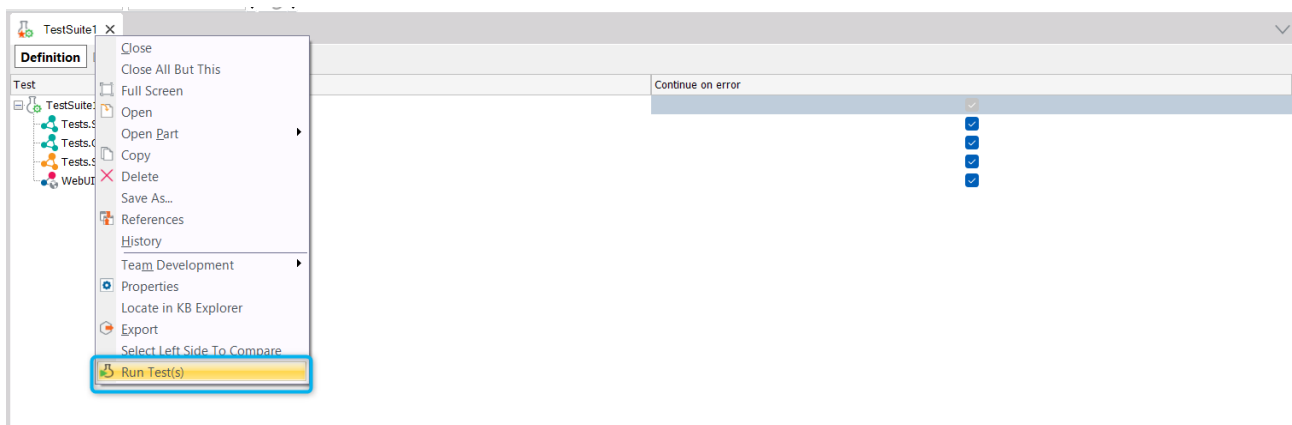 TestSuite1
Definition
Test
Continue on error
TestSuite1
Tests.
Tests.
Tests.
WebUI
Close
Close All But This
Full Screen
Open
Open Part
Copy
Delete
Save As...
References
History
Team Development
Properties
Locate in KB Explorer
Export
Select Left Side To Compare
Run Test(s)